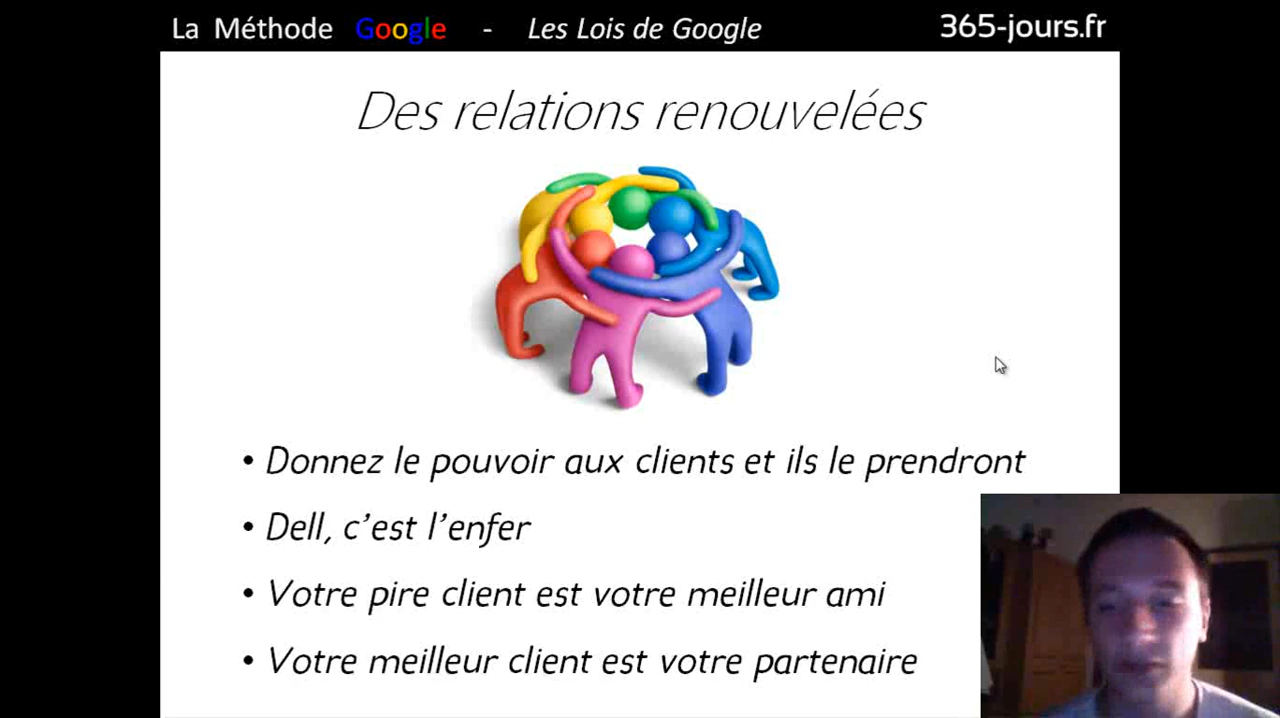 La Méthode Google - Les Lois de Google
365-jours.fr
Des relations renouvelées
• Donnez le pouvoir aux clients et ils le prendront
• Dell, c’est l’enfer
• Votre pire client est votre meilleur ami
• Votre meilleur client est votre partenaire